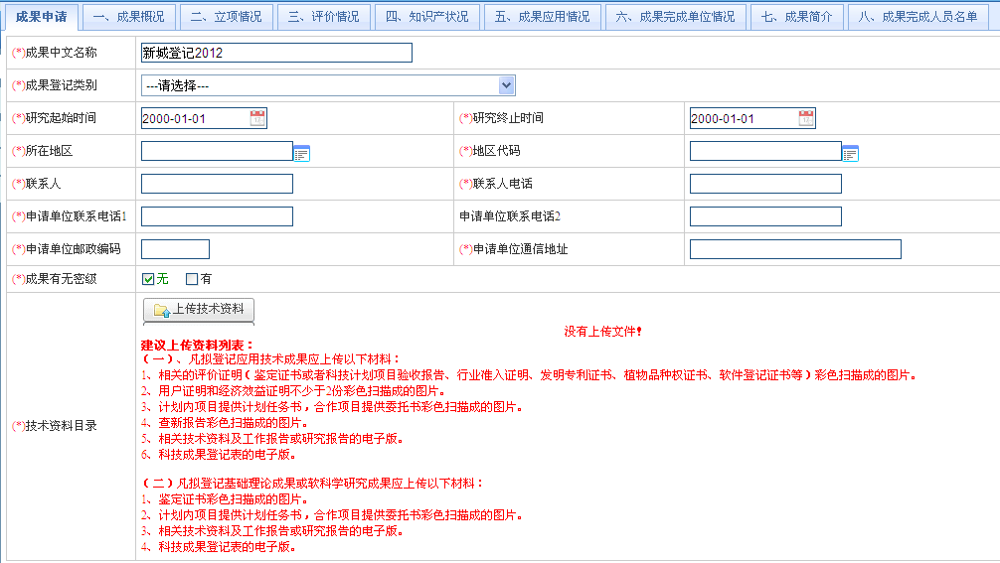 成果申请 一、成果概况 二、立项情况 三、评价情况 四、知识产状况 五、成果应用情况 六、成果完成单位情况 七、成果简介 八、成果完成人员名单
(*)成果中文名称 新城登记2012
(*)成果登记类别 ---请选择---
(*)研究起始时间 2000-01-01 (*)研究终止时间 2000-01-01
(*)所在地区 (*)地区代码
(*)联系人 (*)联系人电话
(*)申请单位联系电话1 申请单位联系电话2
(*)申请单位邮政编码 (*)申请单位通信地址
(*)成果有无密级 无 有
上传技术资料
没有上传文件!
(*)技术资料目录
建议上传资料列表：
（一）、凡拟登记应用技术成果应上传以下材料：
1、相关的评价证明（鉴定证书或者科技计划项目验收报告、行业准入证明、发明专利证书、植物品种权证书、软件登记证书等）彩色扫描成的图片。
2、用户证明和经济效益证明不少于2份彩色扫描成的图片。
3、计划内项目提供计划任务书，合作项目提供委托书彩色扫描成的图片。
4、查新报告彩色扫描成的图片。
5、相关技术资料及工作报告或研究报告的电子版。
6、科技成果登记表的电子版。
（二）凡拟登记基础理论成果或软科学研究成果应上传以下材料：
1、鉴定证书彩色扫描成的图片。
2、计划内项目提供计划任务书，合作项目提供委托书彩色扫描成的图片。
3、相关技术资料及工作报告或研究报告的电子版。
4、科技成果登记表的电子版。